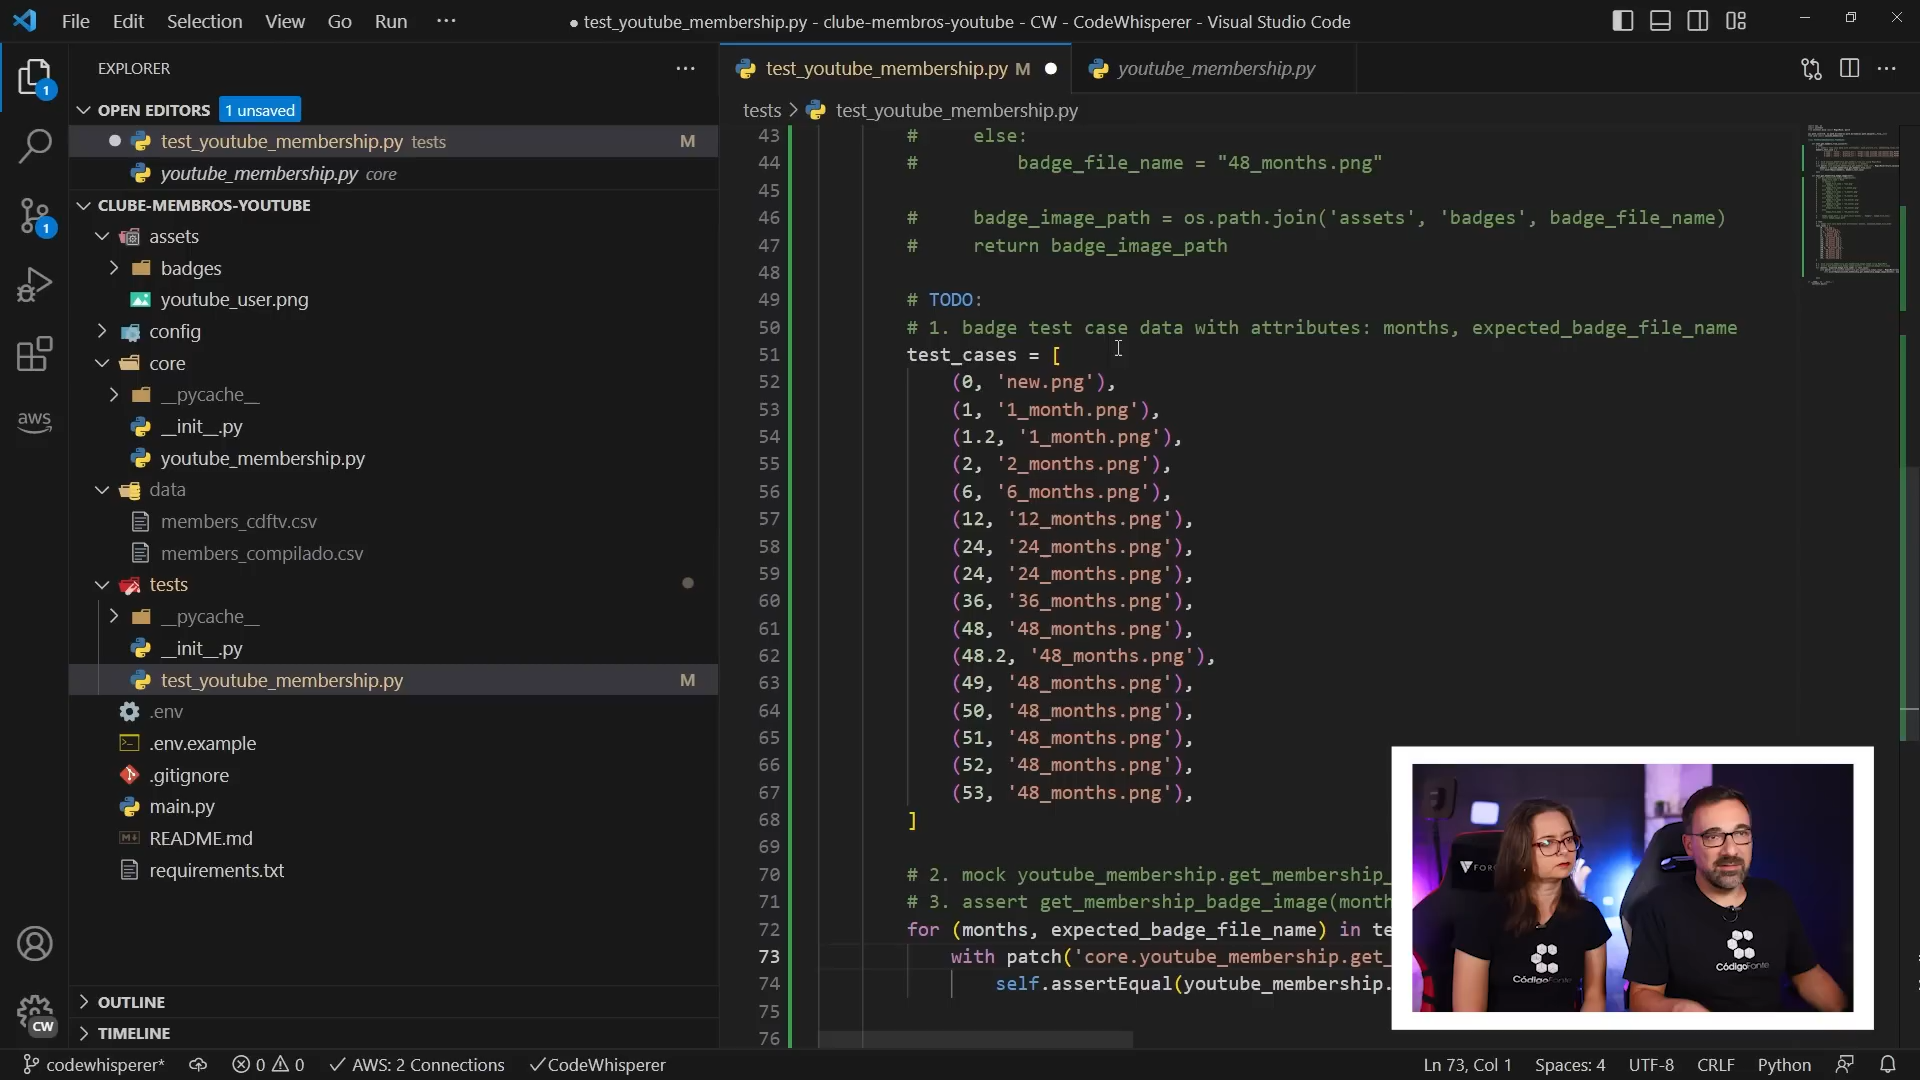 File Edit Selection View Go Run ···
● test_youtube_membership.py - clube-membros-youtube - CW - CodeWhisperer - Visual Studio Code
EXPLORER
OPEN EDITORS 1 unsaved
test_youtube_membership.py tests M
youtube_membership.py core
CLUBE-MEMBROS-YOUTUBE
assets
badges
youtube_user.png
config
core
__pycache__
__init__.py
youtube_membership.py
data
members_cdftv.csv
members_compilado.csv
tests
__pycache__
__init__.py
test_youtube_membership.py M
.env
.env.example
.gitignore
main.py
README.md
requirements.txt
OUTLINE
TIMELINE
1
1
aws
CW
test_youtube_membership.py M
youtube_membership.py
tests > test_youtube_membership.py
43 #     else:
44 #         badge_file_name = "48_months.png"
45
46 #     badge_image_path = os.path.join('assets', 'badges', badge_file_name)
47 #     return badge_image_path
48
49 # TODO:
50 # 1. badge test case data with attributes: months, expected_badge_file_name
51 test_cases = [
52     (0, 'new.png'),
53     (1, '1_month.png'),
54     (1.2, '1_month.png'),
55     (2, '2_months.png'),
56     (6, '6_months.png'),
57     (12, '12_months.png'),
58     (24, '24_months.png'),
59     (24, '24_months.png'),
60     (36, '36_months.png'),
61     (48, '48_months.png'),
62     (48.2, '48_months.png'),
63     (49, '48_months.png'),
64     (50, '48_months.png'),
65     (51, '48_months.png'),
66     (52, '48_months.png'),
67     (53, '48_months.png'),
68 ]
69
70 # 2. mock youtube_membership.get_membership_
71 # 3. assert get_membership_badge_image(month
72 for (months, expected_badge_file_name) in te
73     with patch('core.youtube_membership.get_
74         self.assertEqual(youtube_membership.
75
76
CódigoFonte
CódigoFonte
codewhisperer* 0 0 AWS: 2 Connections CodeWhisperer
Ln 73, Col 1 Spaces: 4 UTF-8 CRLF Python